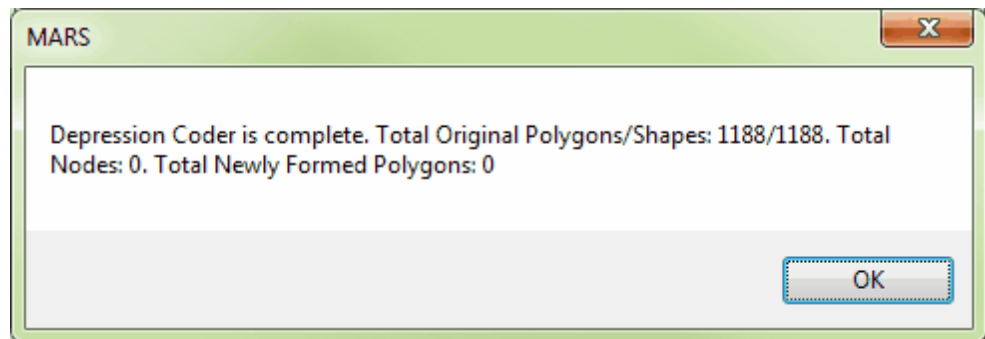 MARS
Depression Coder is complete. Total Original Polygons/Shapes: 1188/1188. Total
Nodes: 0. Total Newly Formed Polygons: 0
OK